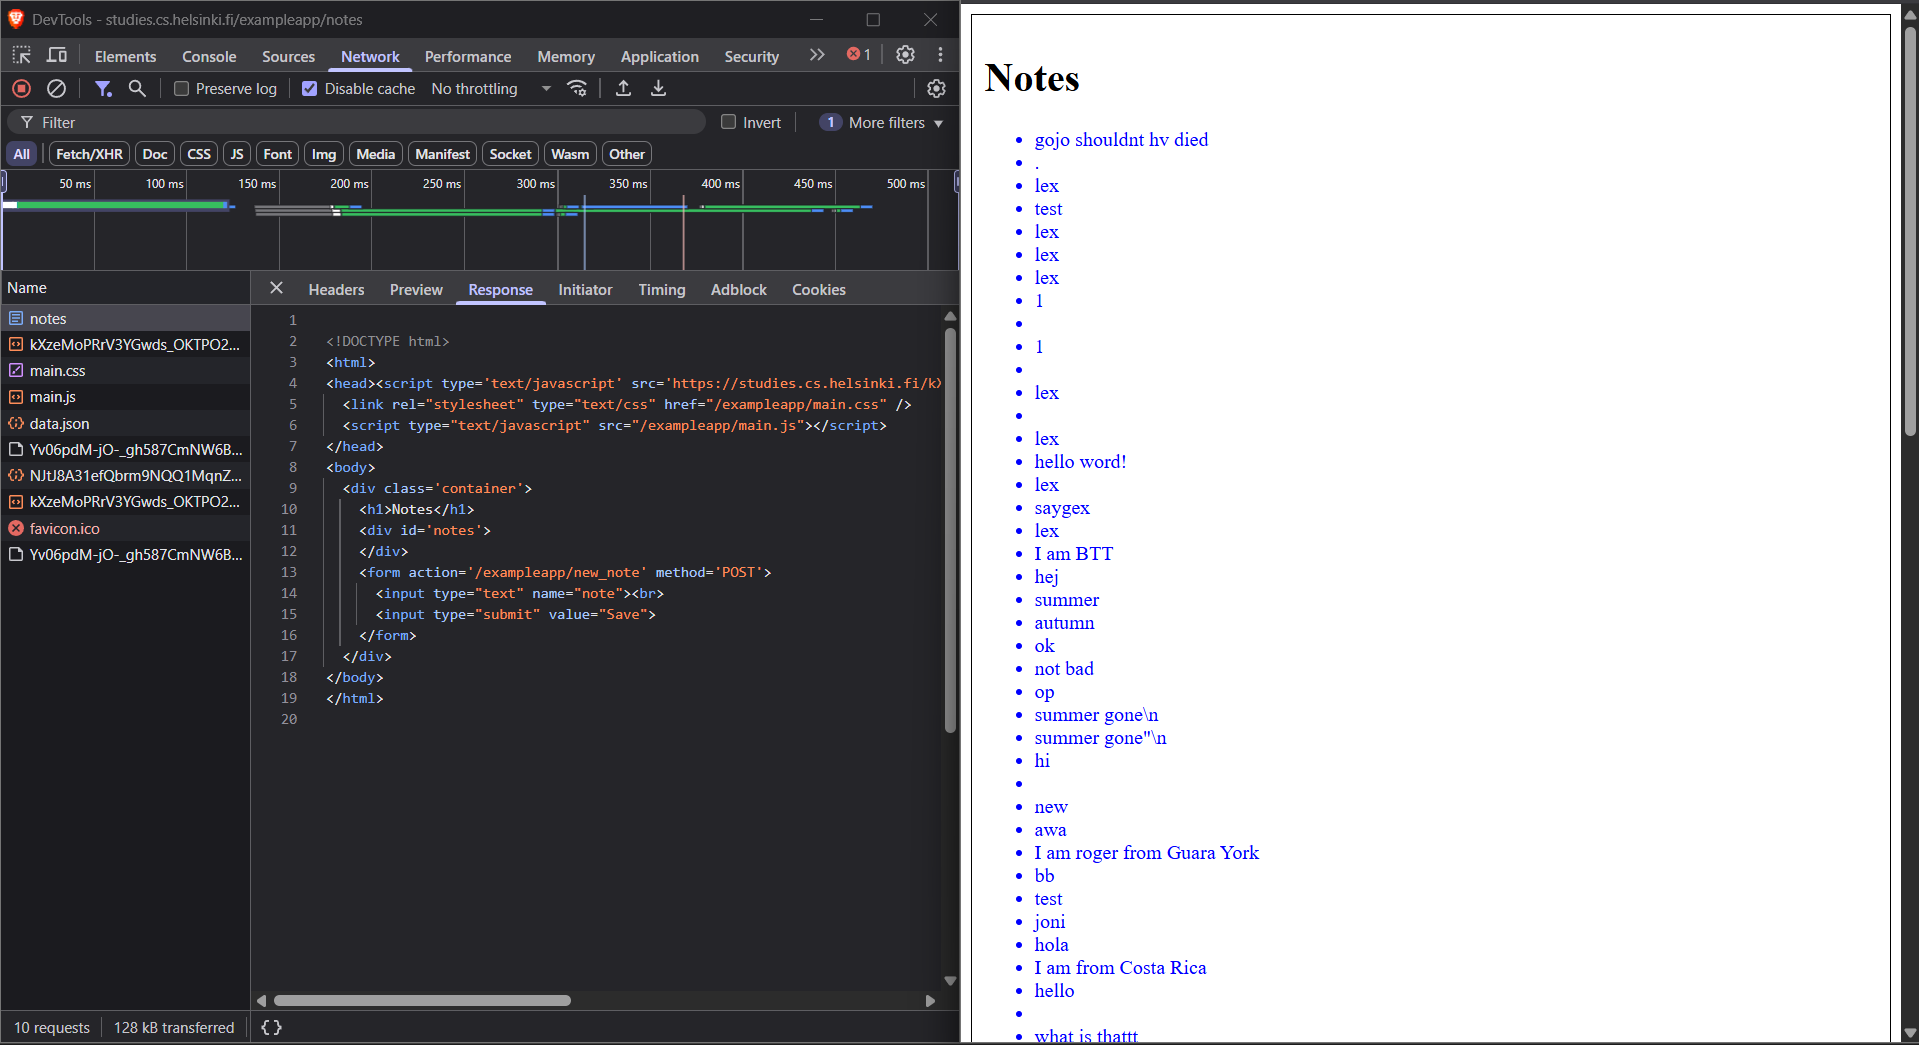 DevTools - studies.cs.helsinki.fi/exampleapp/notes
Elements Console Sources Network Performance Memory Application Security 1
Preserve log Disable cache No throttling
Filter Invert 1 More filters
All Fetch/XHR Doc CSS JS Font Img Media Manifest Socket Wasm Other
50 ms 100 ms 150 ms 200 ms 250 ms 300 ms 350 ms 400 ms 450 ms 500 ms
Name
notes
kXzeMoPRrV3YGwds_OKTPO2...
main.css
main.js
data.json
Yv06pdM-jO-_gh587CmNW6B...
NJtJ8A31efQbrm9NQQ1MqnZ...
kXzeMoPRrV3YGwds_OKTPO2...
favicon.ico
Yv06pdM-jO-_gh587CmNW6B...
10 requests 128 kB transferred
Headers Preview Response Initiator Timing Adblock Cookies
1
2 <!DOCTYPE html>
3 <html>
4 <head><script type='text/javascript' src='https://studies.cs.helsinki.fi/kX
5 <link rel="stylesheet" type="text/css" href="/exampleapp/main.css" />
6 <script type="text/javascript" src="/exampleapp/main.js"></script>
7 </head>
8 <body>
9 <div class='container'>
10 <h1>Notes</h1>
11 <div id='notes'>
12 </div>
13 <form action='/exampleapp/new_note' method='POST'>
14 <input type="text" name="note"><br>
15 <input type="submit" value="Save">
16 </form>
17 </div>
18 </body>
19 </html>
20
{}
Notes
gojo shouldnt hv died
.
lex
test
lex
lex
lex
1
1
lex
lex
hello word!
lex
saygex
lex
I am BTT
hej
summer
autumn
ok
not bad
op
summer gone\n
summer gone"\n
hi
new
awa
I am roger from Guara York
bb
test
joni
hola
I am from Costa Rica
hello
what is thattt